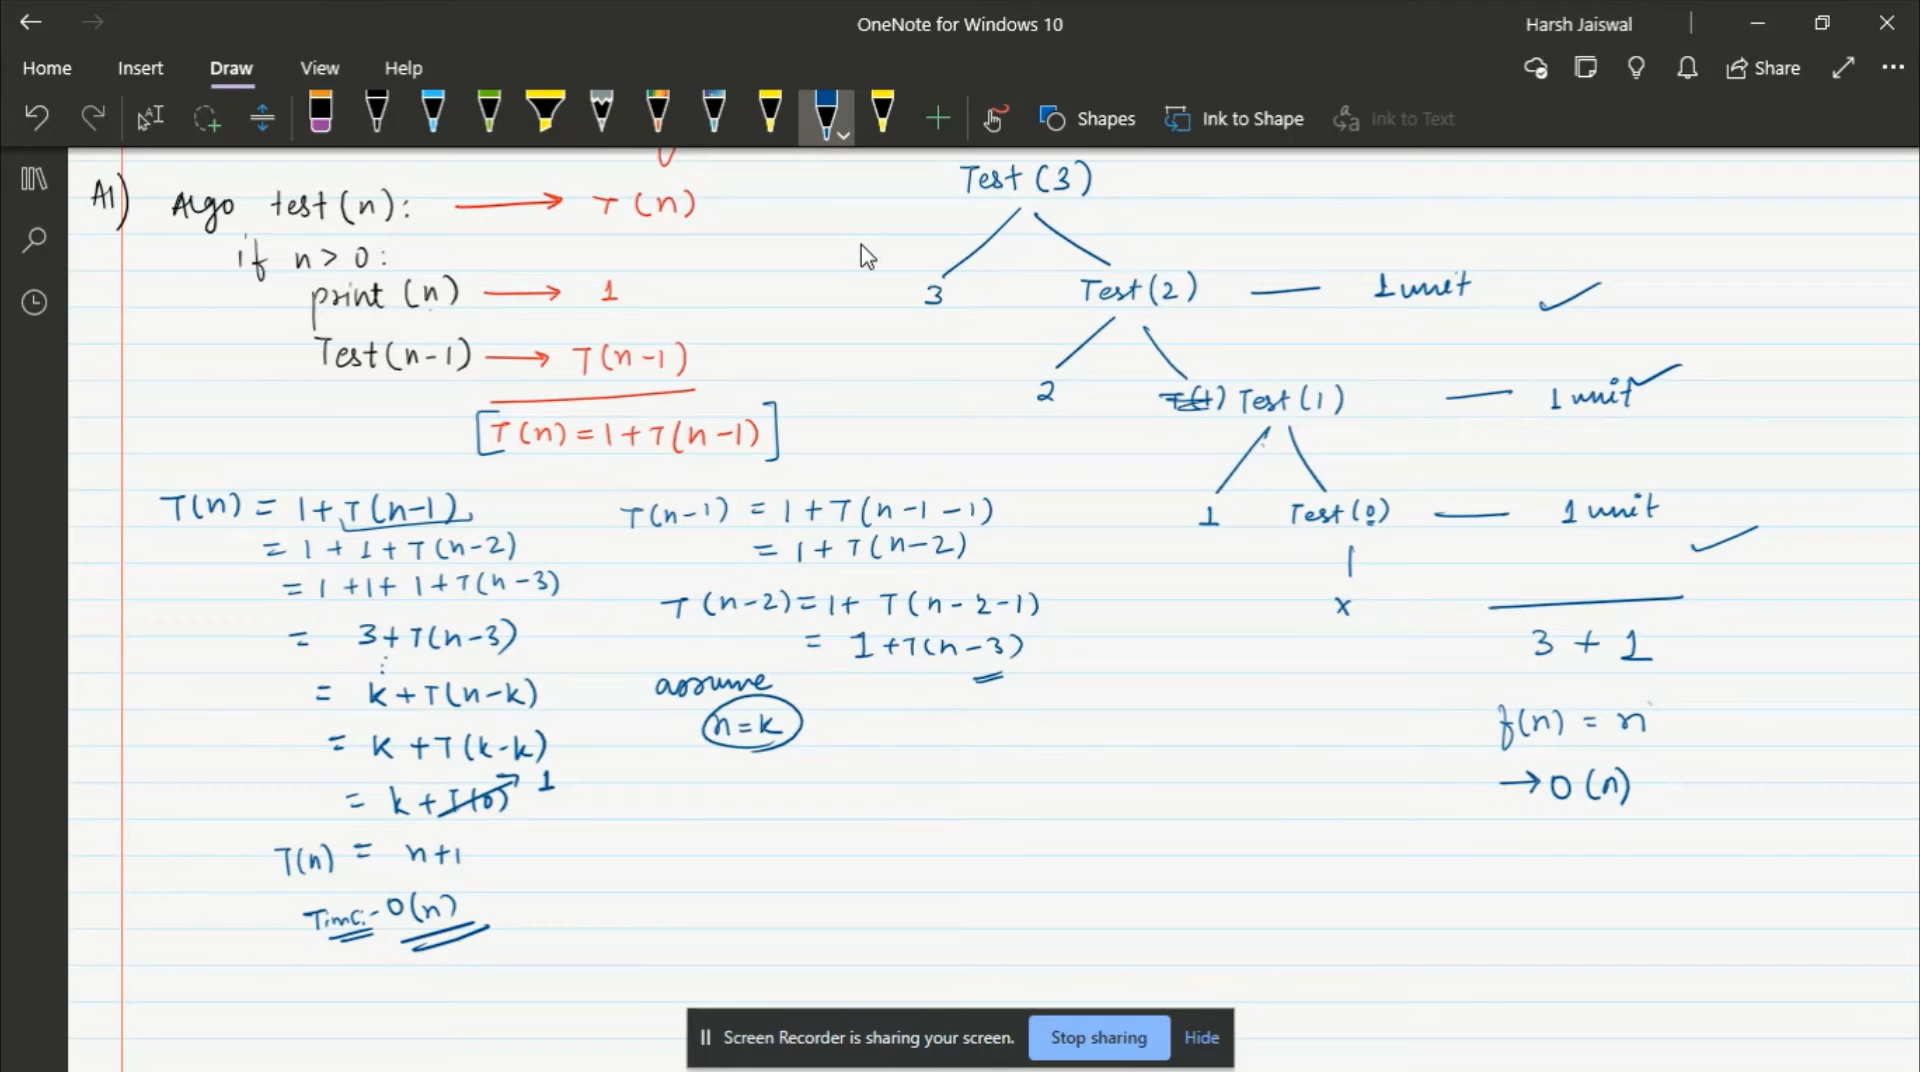 OneNote for Windows 10
Harsh Jaiswal
Home Insert Draw View Help
Share
Shapes
Ink to Shape
Ink to Text
A1) Algo test(n): → T(n)
if n > 0:
print (n) → 1
Test(n-1) → T(n-1)
[T(n) = 1 + T(n-1)]
T(n) = 1 + T(n-1)
= 1 + 1 + T(n-2)
= 1 + 1 + 1 + T(n-3)
= 3 + T(n-3)
⋮
= k + T(n-k)
= k + T(k-k)
= k + T(0) 1
T(n) = n+1
Time:- O(n)
T(n-1) = 1 + T(n-1-1)
= 1 + T(n-2)
T(n-2) = 1 + T(n-2-1)
= 1 + T(n-3)
assume
n = k
Test(3)
3 Test(2) — 1 unit ✓
2 Test(1) — 1 unit ✓
1 Test(0) — 1 unit ✓
x
3 + 1
f(n) = n
→ O(n)
Screen Recorder is sharing your screen. Stop sharing Hide